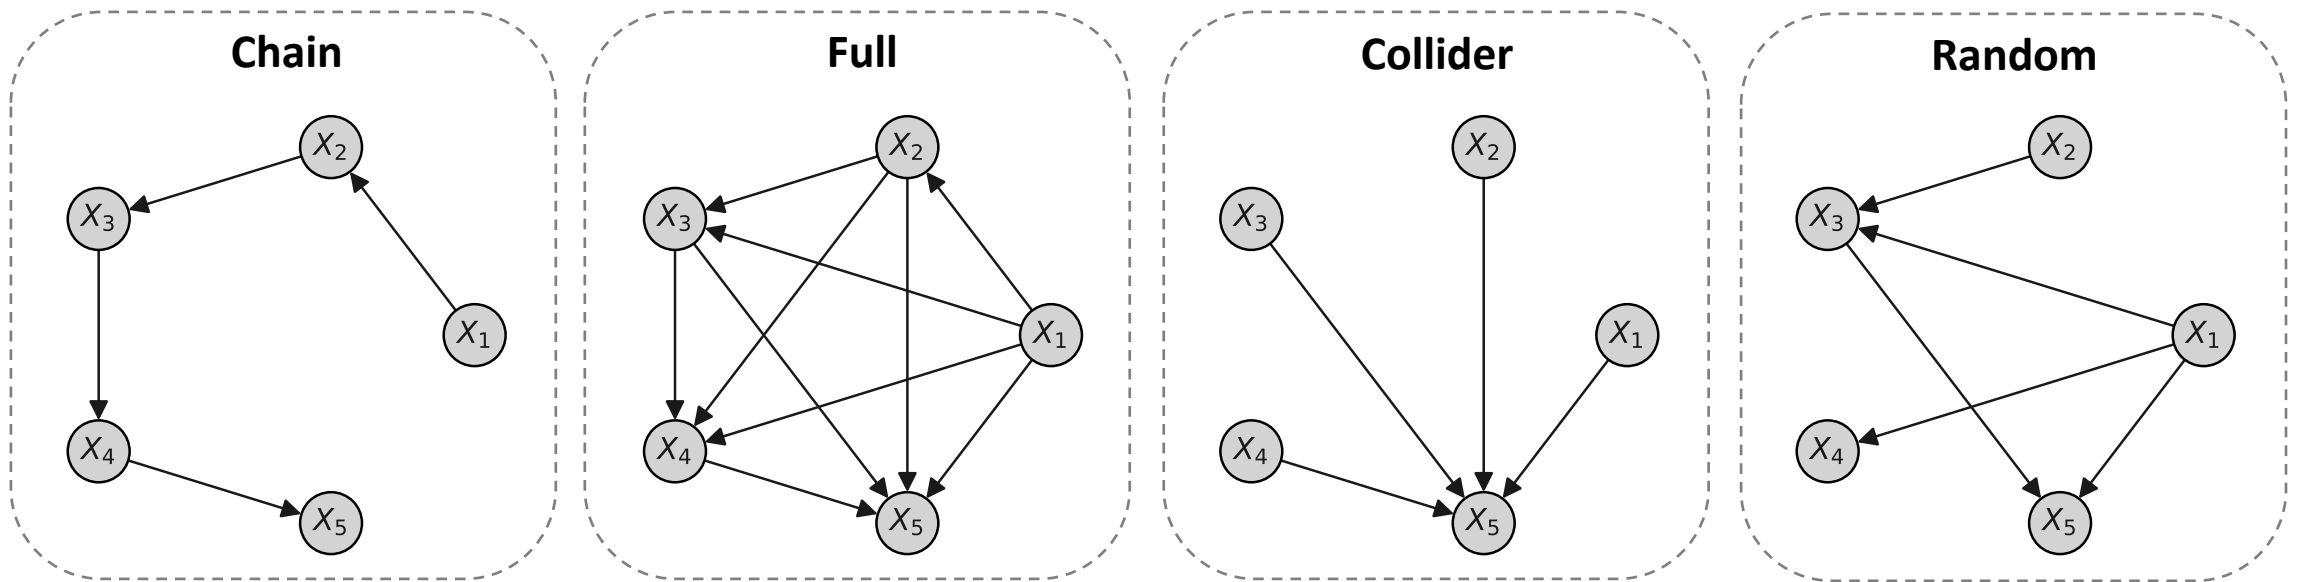 Chain
X₂
X₃
X₁
X₄
X₅
Full
X₂
X₃
X₁
X₄
X₅
Collider
X₂
X₃
X₁
X₄
X₅
Random
X₂
X₃
X₁
X₄
X₅